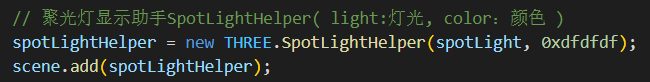 // 聚光灯显示助手SpotLightHelper( light:灯光, color：颜色 )
spotLightHelper = new THREE.SpotLightHelper(spotLight, 0xdfdfdf);
scene.add(spotLightHelper);